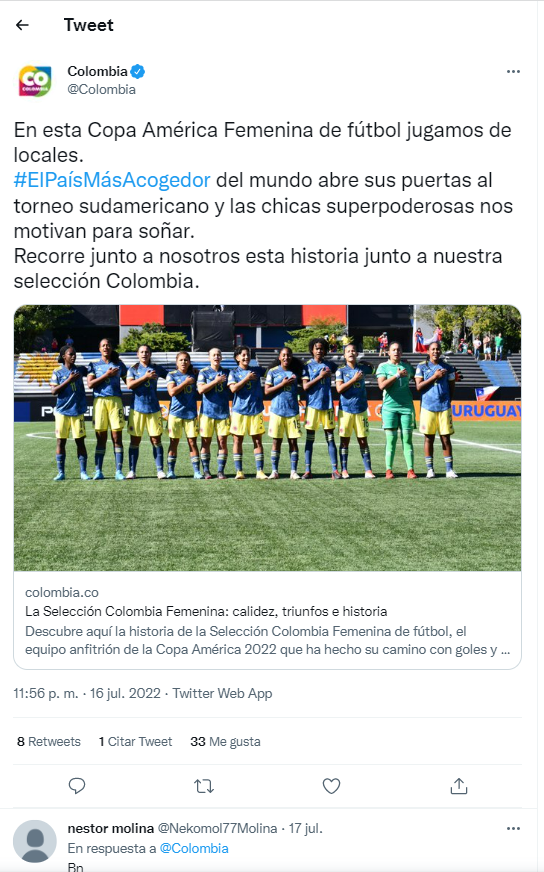 Tweet
CO
COLOMBIA
Colombia
@Colombia
En esta Copa América Femenina de fútbol jugamos de
locales.
#ElPaísMásAcogedor del mundo abre sus puertas al
torneo sudamericano y las chicas superpoderosas nos
motivan para soñar.
Recorre junto a nosotros esta historia junto a nuestra
selección Colombia.
URUGUAY
colombia.co
La Selección Colombia Femenina: calidez, triunfos e historia
Descubre aquí la historia de la Selección Colombia Femenina de fútbol, el
equipo anfitrión de la Copa América 2022 que ha hecho su camino con goles y ...
11:56 p. m. · 16 jul. 2022 · Twitter Web App
8 Retweets 1 Citar Tweet 33 Me gusta
nestor molina @Nekomol77Molina · 17 jul.
En respuesta a @Colombia
Bn